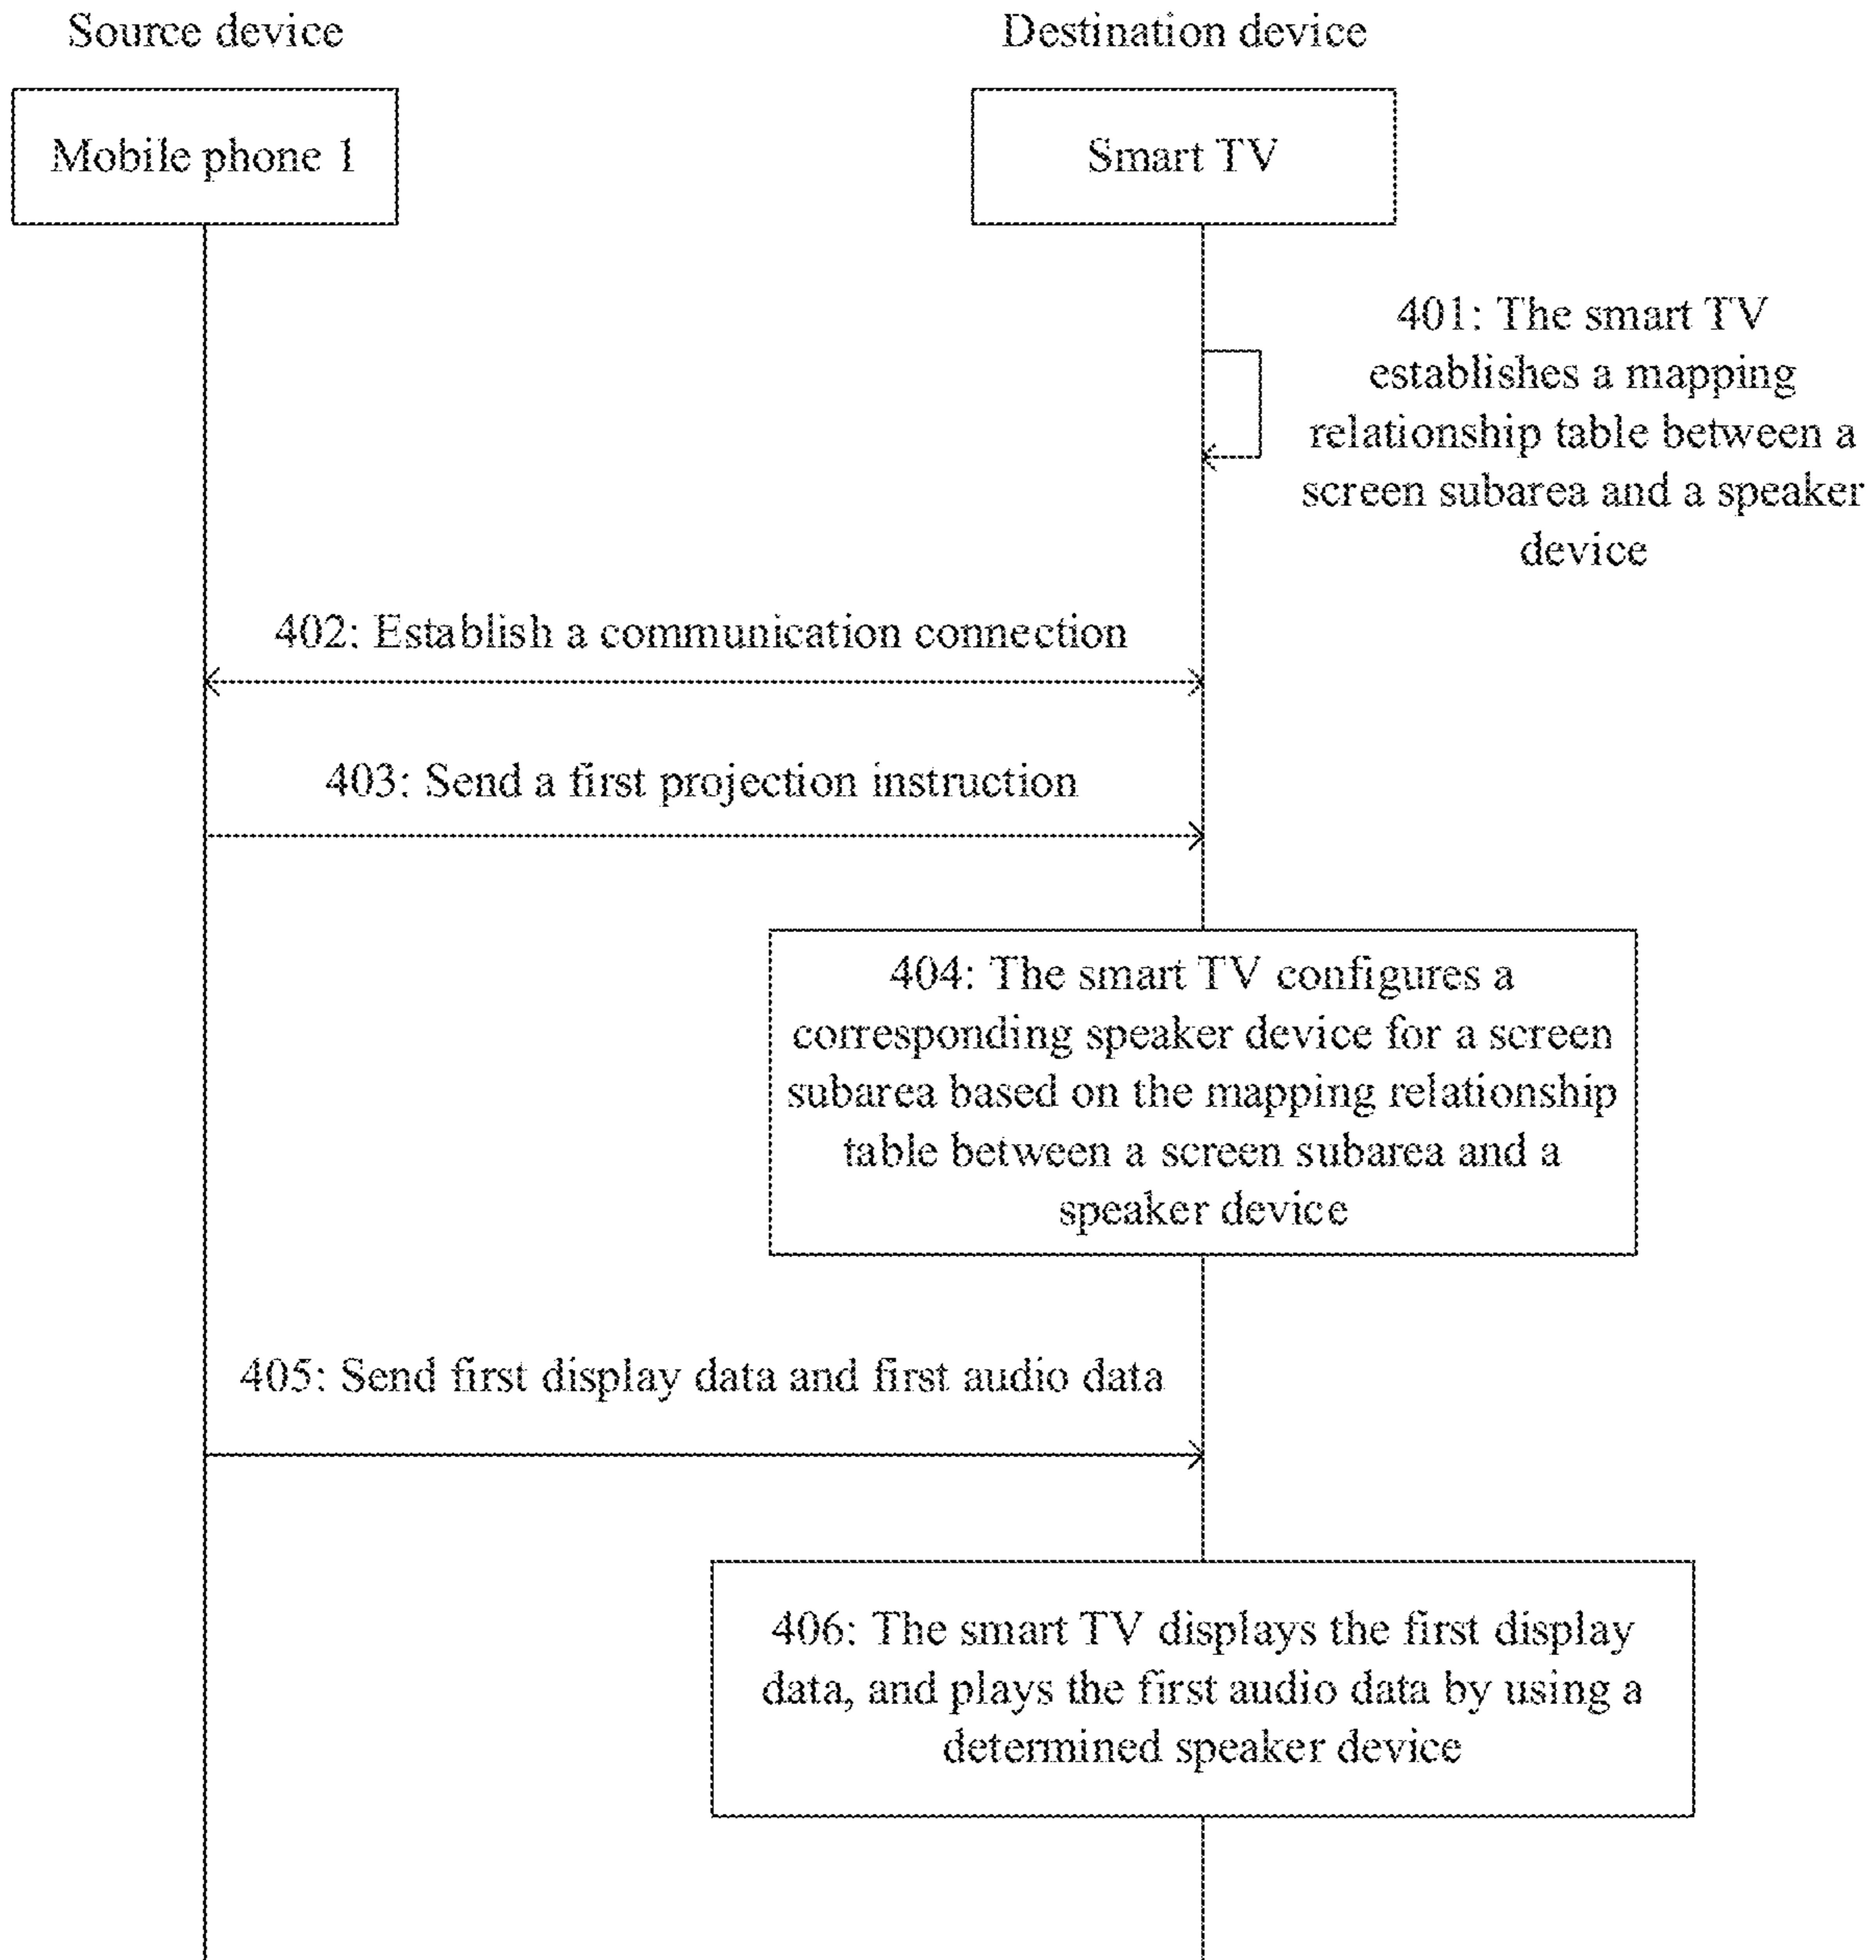 Source device
Destination device
Mobile phone 1
Smart TV
401: The smart TV
establishes a mapping
relationship table between a
screen subarea and a speaker
device
402: Establish a communication connection
403: Send a first projection instruction
404: The smart TV configures a
corresponding speaker device for a screen
subarea based on the mapping relationship
table between a screen subarea and a
speaker device
405: Send first display data and first audio data
406: The smart TV displays the first display
data, and plays the first audio data by using a
determined speaker device